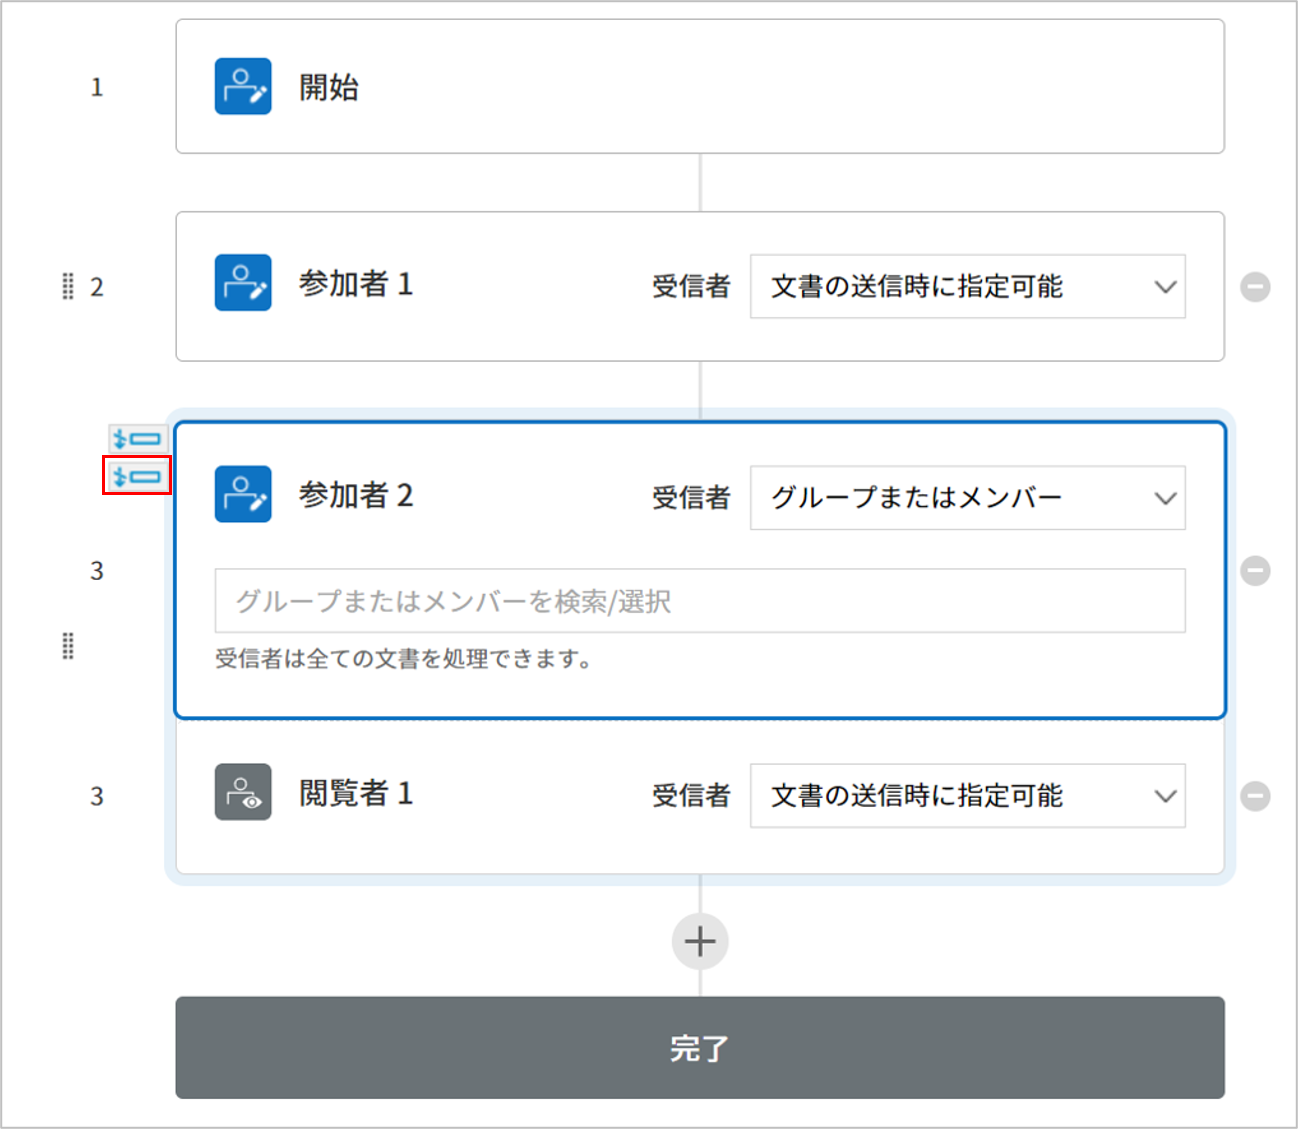 1
開始
2
参加者 1
受信者
文書の送信時に指定可能
参加者 2
受信者
グループまたはメンバー
3
グループまたはメンバーを検索/選択
受信者は全ての文書を処理できます。
3
閲覧者 1
受信者
文書の送信時に指定可能
完了